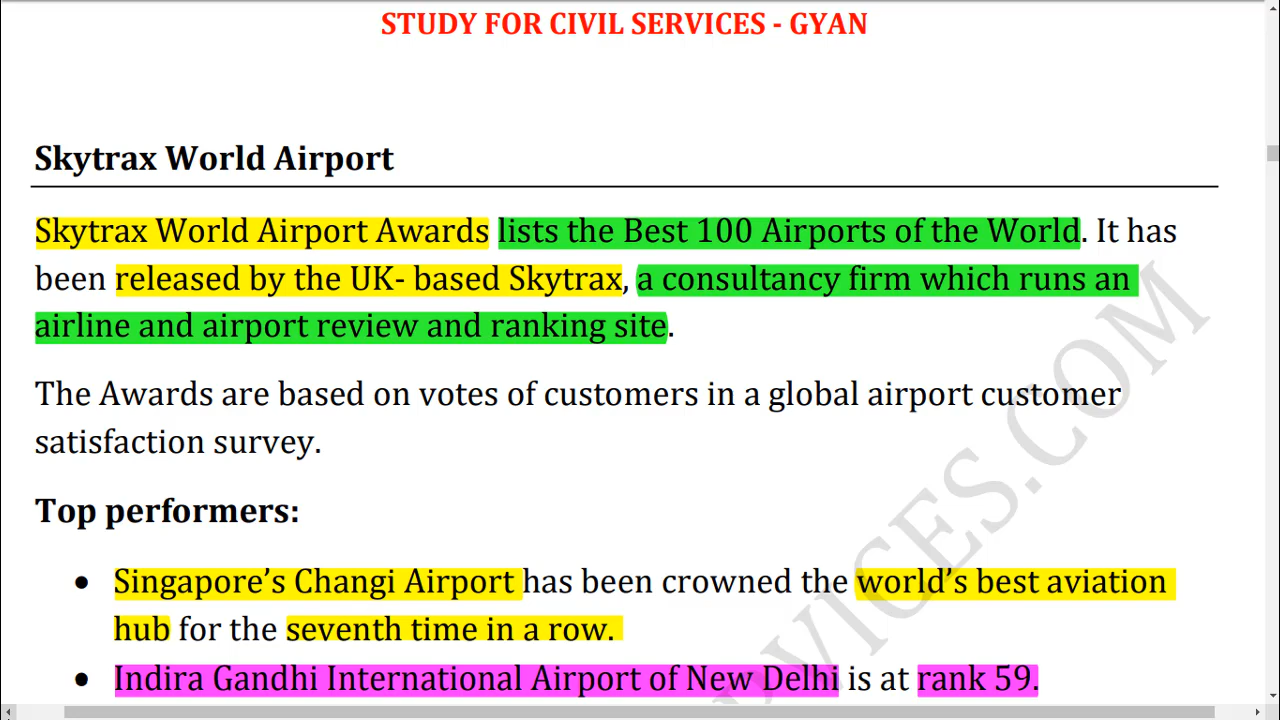 STUDY FOR CIVIL SERVICES - GYAN
Skytrax World Airport
Skytrax World Airport Awards lists the Best 100 Airports of the World. It has
been released by the UK- based Skytrax, a consultancy firm which runs an
airline and airport review and ranking site.
The Awards are based on votes of customers in a global airport customer
satisfaction survey.
Top performers:
• Singapore’s Changi Airport has been crowned the world’s best aviation
hub for the seventh time in a row.
• Indira Gandhi International Airport of New Delhi is at rank 59.
VICES.COM